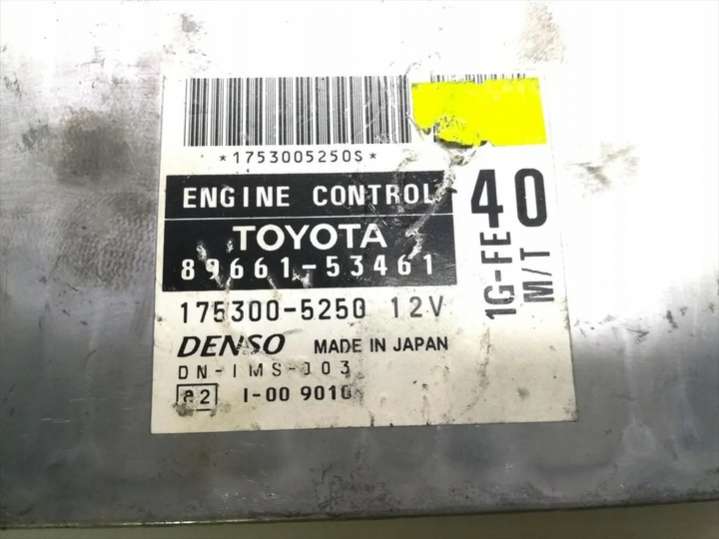 *1753005250S*
ENGINE CONTROL
TOYOTA
89661-53461
175300-5250 12V
DENSO MADE IN JAPAN
DN-IMS-003
82 I-00 9010
40
1G-FE
M/T